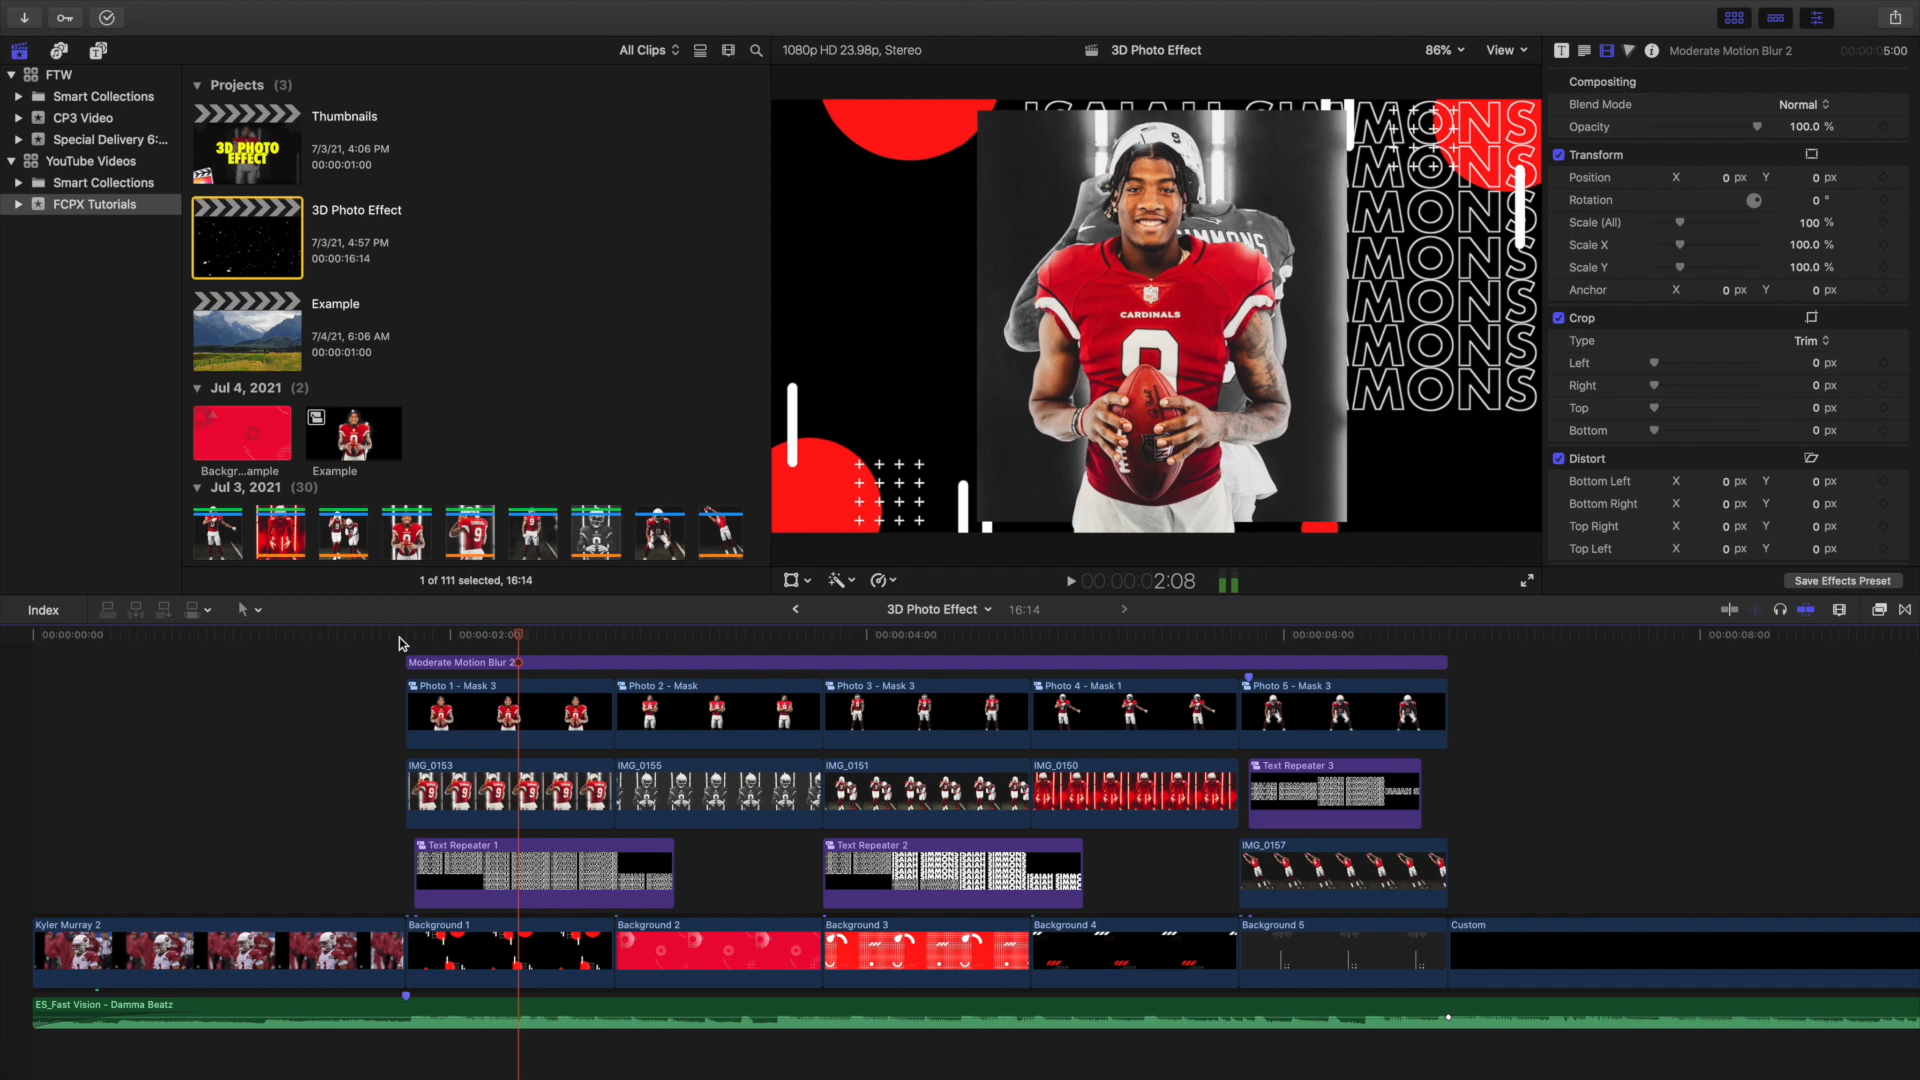 All Clips
1080p HD 23.98p, Stereo
3D Photo Effect
86%
View
Moderate Motion Blur 2
00:00:05:00
FTW
Smart Collections
CP3 Video
Special Delivery 6:...
YouTube Videos
Smart Collections
FCPX Tutorials
Projects (3)
3D PHOTO
EFFECT
Thumbnails
7/3/21, 4:06 PM
00:00:01:00
3D Photo Effect
7/3/21, 4:57 PM
00:00:16:14
Example
7/4/21, 6:06 AM
00:00:01:00
Jul 4, 2021 (2)
Backgr...ample
Example
Jul 3, 2021 (30)
1 of 111 selected, 16:14
ISAIAH SIMMONS
MONS
MONS
MONS
MONS
MONS
MONS
MONS
SIMMONS
9
NFL
CARDINALS
9
00:00:02:08
Compositing
Blend Mode Normal
Opacity 100.0 %
Transform
Position X 0 px Y 0 px
Rotation 0 °
Scale (All) 100 %
Scale X 100.0 %
Scale Y 100.0 %
Anchor X 0 px Y 0 px
Crop
Type Trim
Left 0 px
Right 0 px
Top 0 px
Bottom 0 px
Distort
Bottom Left X 0 px Y 0 px
Bottom Right X 0 px Y 0 px
Top Right X 0 px Y 0 px
Top Left X 0 px Y 0 px
Save Effects Preset
Index
3D Photo Effect
16:14
00:00:00:00
00:00:02:00
00:00:04:00
00:00:06:00
00:00:08:00
Moderate Motion Blur 2
Photo 1 - Mask 3
Photo 2 - Mask
Photo 3 - Mask 3
Photo 4 - Mask 1
Photo 5 - Mask 3
IMG_0153
IMG_0155
IMG_0151
IMG_0150
Text Repeater 3
Text Repeater 1
Text Repeater 2
ISAIAH SIMMONS ISAIAH SIMMONS
IMG_0157
Kyler Murray 2
Background 1
Background 2
Background 3
Background 4
Background 5
Custom
ES_Fast Vision - Damma Beatz